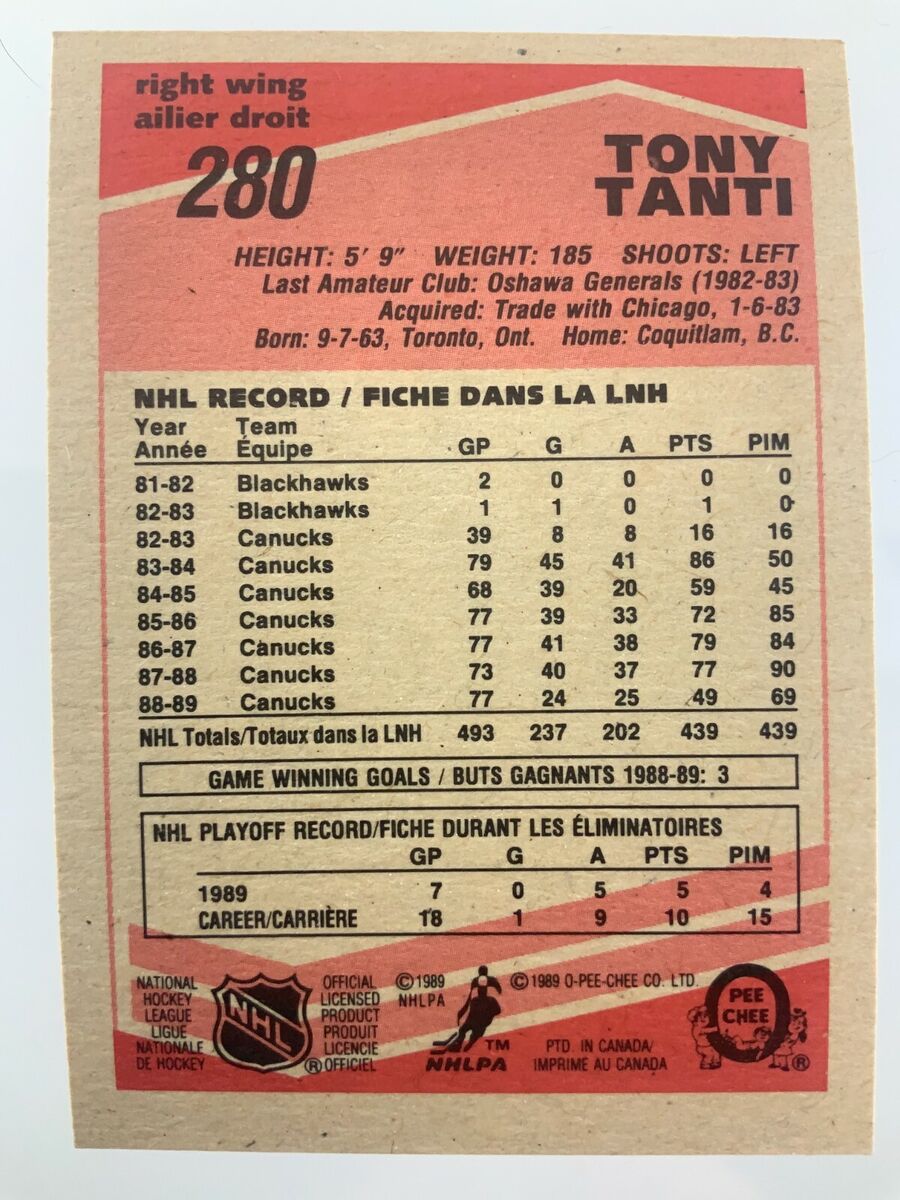 right wing
ailier droit
280
TONY
TANTI
HEIGHT: 5' 9" WEIGHT: 185 SHOOTS: LEFT
Last Amateur Club: Oshawa Generals (1982-83)
Acquired: Trade with Chicago, 1-6-83
Born: 9-7-63, Toronto, Ont. Home: Coquitlam, B.C.
NHL RECORD / FICHE DANS LA LNH
Year Team
Année Équipe GP G A PTS PIM
81-82 Blackhawks 2 0 0 0 0
82-83 Blackhawks 1 1 0 1 0
82-83 Canucks 39 8 8 16 16
83-84 Canucks 79 45 41 86 50
84-85 Canucks 68 39 20 59 45
85-86 Canucks 77 39 33 72 85
86-87 Canucks 77 41 38 79 84
87-88 Canucks 73 40 37 77 90
88-89 Canucks 77 24 25 49 69
NHL Totals/Totaux dans la LNH 493 237 202 439 439
GAME WINNING GOALS / BUTS GAGNANTS 1988-89: 3
NHL PLAYOFF RECORD/FICHE DURANT LES ÉLIMINATOIRES
GP G A PTS PIM
1989 7 0 5 5 4
CAREER/CARRIÈRE 18 1 9 10 15
NATIONAL
HOCKEY
LEAGUE
LIGUE
NATIONALE
DE HOCKEY
NHL
®
OFFICIAL
LICENSED
PRODUCT
PRODUIT
LICENCIE
OFFICIEL
©1989
NHLPA
TM
NHLPA
©1989 O-PEE-CHEE CO. LTD.
PTD. IN CANADA/
IMPRIME AU CANADA
O
PEE
CHEE
®